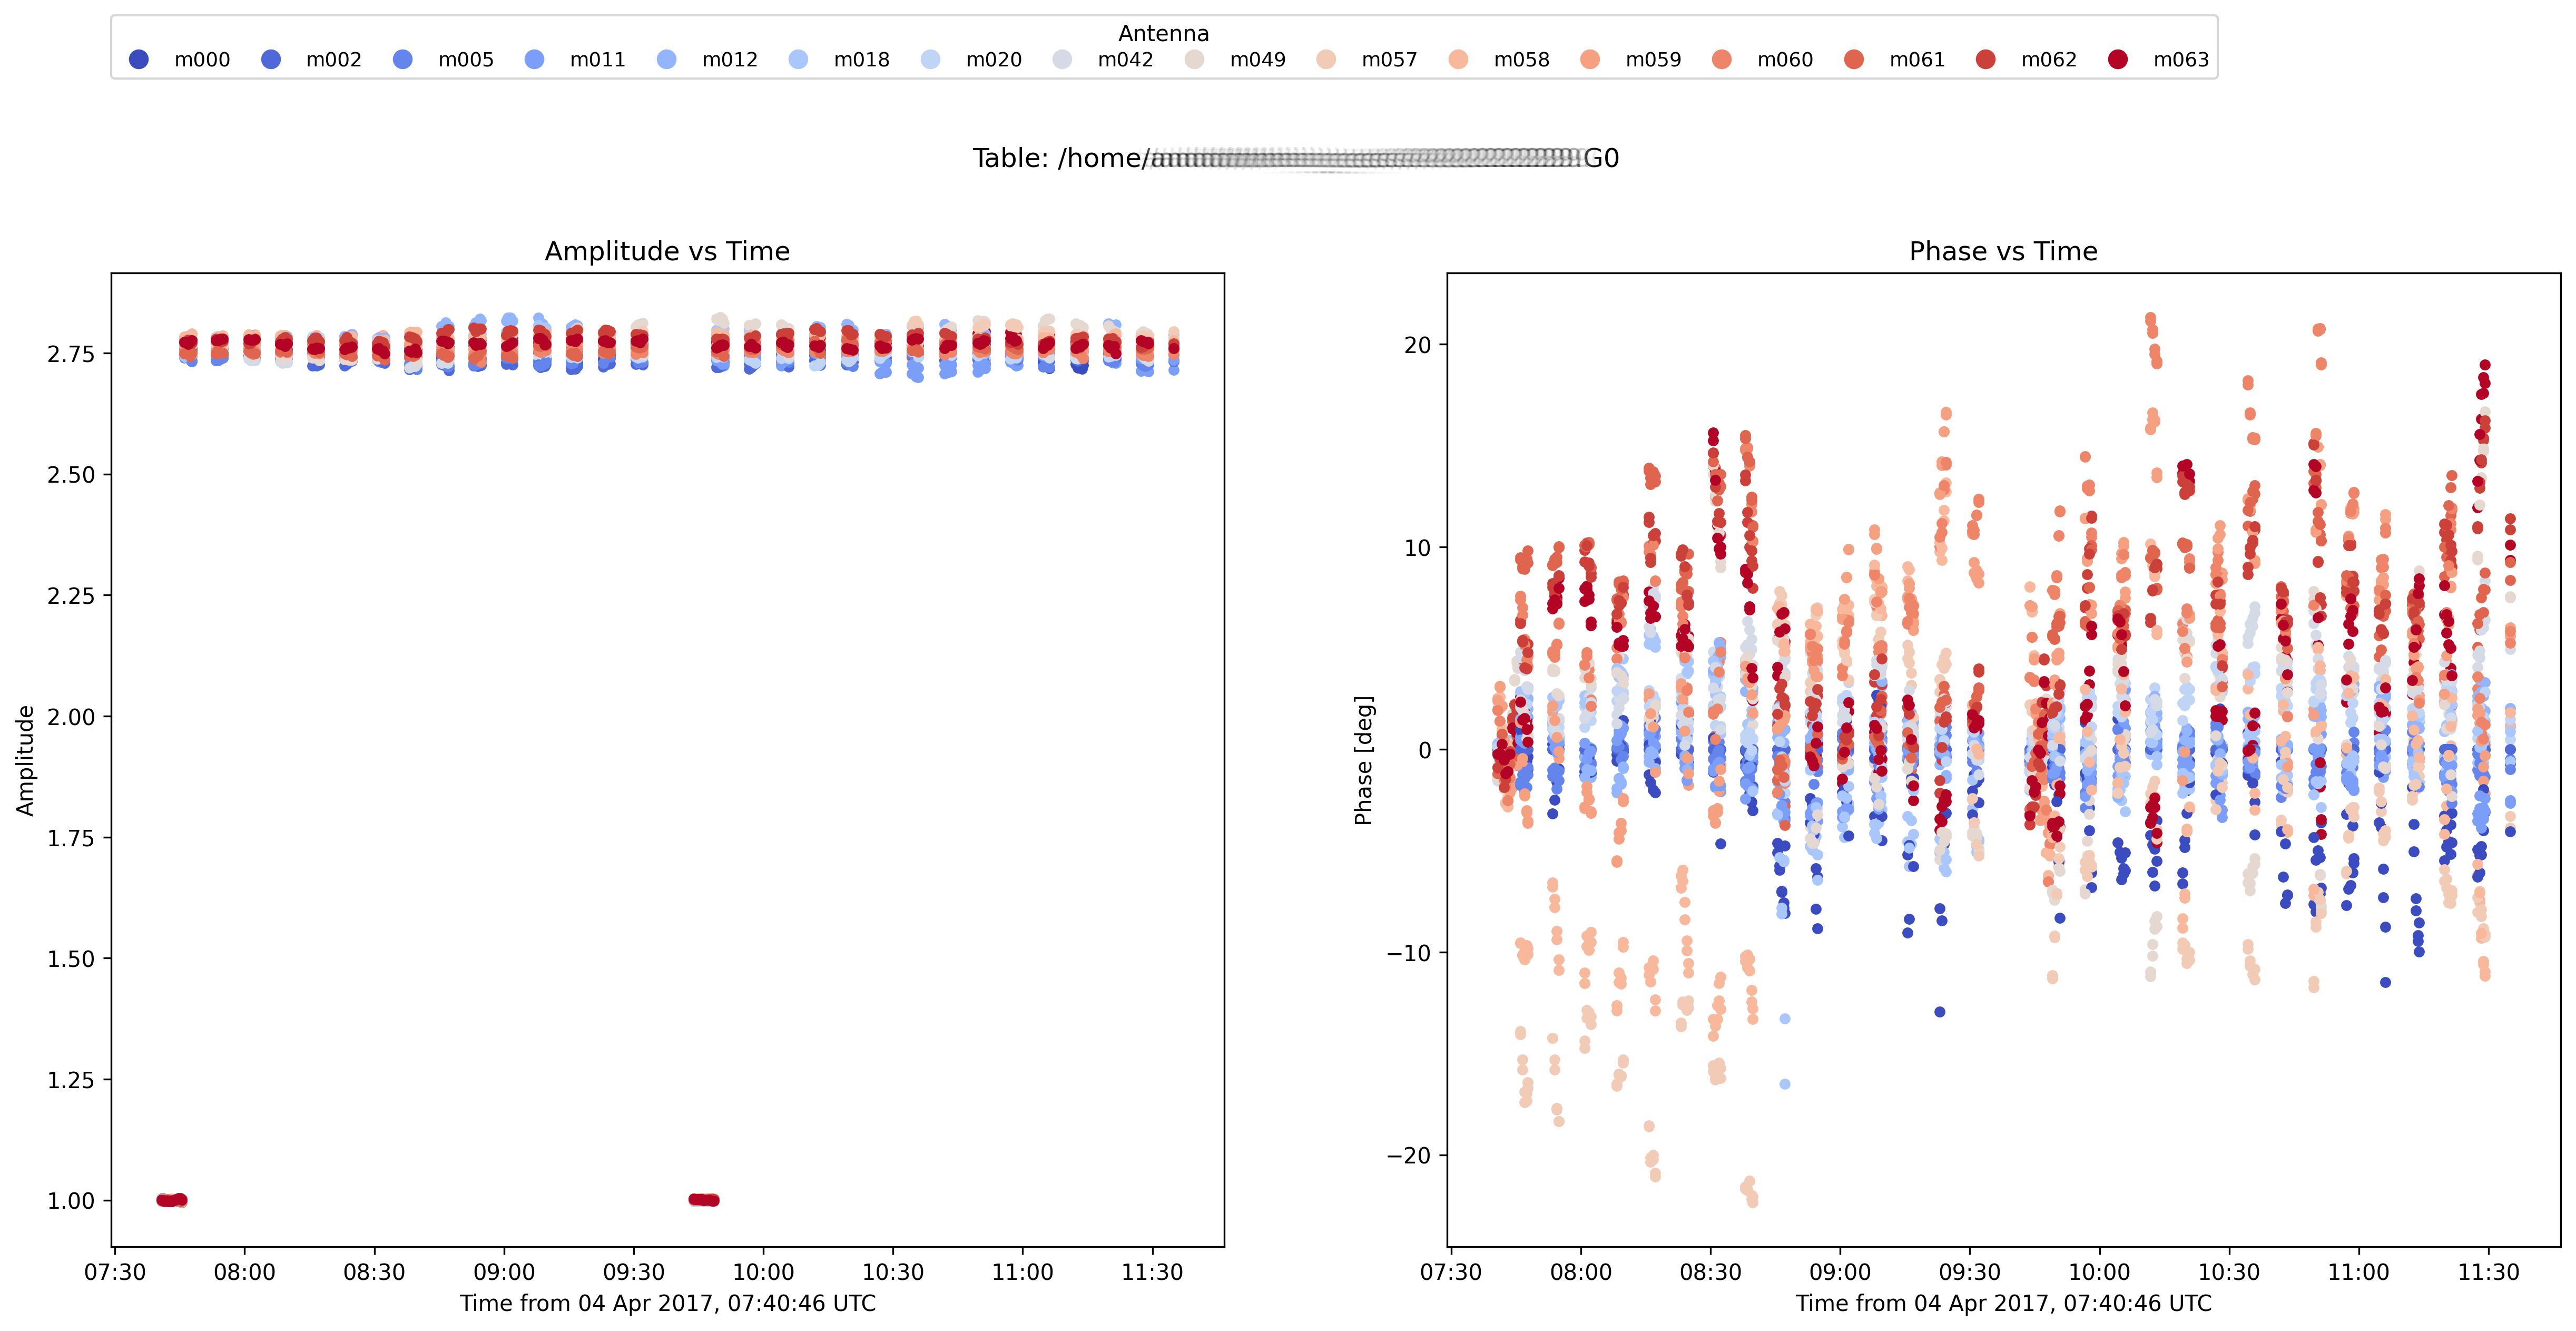 Antenna
m000 m002 m005 m011 m012 m018 m020 m042 m049 m057 m058 m059 m060 m061 m062 m063
Table: /home/ G0
Amplitude vs Time
2.75
2.50
2.25
2.00
1.75
1.50
1.25
1.00
Amplitude
07:30 08:00 08:30 09:00 09:30 10:00 10:30 11:00 11:30
Time from 04 Apr 2017, 07:40:46 UTC
Phase vs Time
20
10
0
−10
−20
Phase [deg]
07:30 08:00 08:30 09:00 09:30 10:00 10:30 11:00 11:30
Time from 04 Apr 2017, 07:40:46 UTC